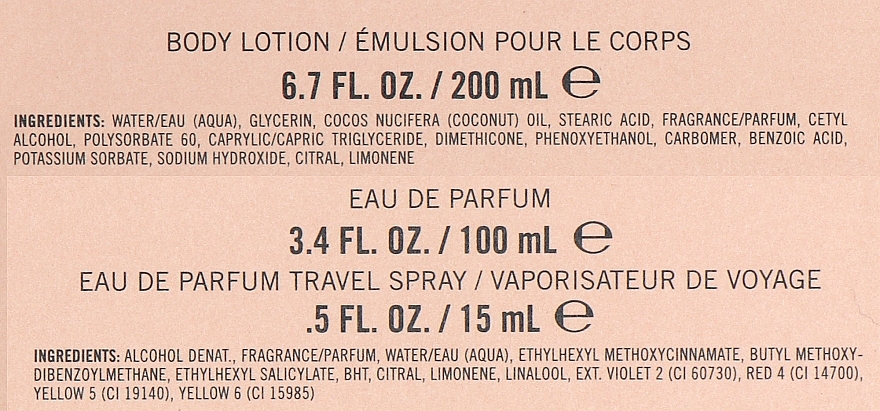 BODY LOTION / ÉMULSION POUR LE CORPS
6.7 FL. OZ. / 200 mL ℮
INGREDIENTS: WATER/EAU (AQUA), GLYCERIN, COCOS NUCIFERA (COCONUT) OIL, STEARIC ACID, FRAGRANCE/PARFUM, CETYL
ALCOHOL, POLYSORBATE 60, CAPRYLIC/CAPRIC TRIGLYCERIDE, DIMETHICONE, PHENOXYETHANOL, CARBOMER, BENZOIC ACID,
POTASSIUM SORBATE, SODIUM HYDROXIDE, CITRAL, LIMONENE
EAU DE PARFUM
3.4 FL. OZ. / 100 mL ℮
EAU DE PARFUM TRAVEL SPRAY / VAPORISATEUR DE VOYAGE
.5 FL. OZ. / 15 mL ℮
INGREDIENTS: ALCOHOL DENAT., FRAGRANCE/PARFUM, WATER/EAU (AQUA), ETHYLHEXYL METHOXYCINNAMATE, BUTYL METHOXY-
DIBENZOYLMETHANE, ETHYLHEXYL SALICYLATE, BHT, CITRAL, LIMONENE, LINALOOL, EXT. VIOLET 2 (CI 60730), RED 4 (CI 14700),
YELLOW 5 (CI 19140), YELLOW 6 (CI 15985)